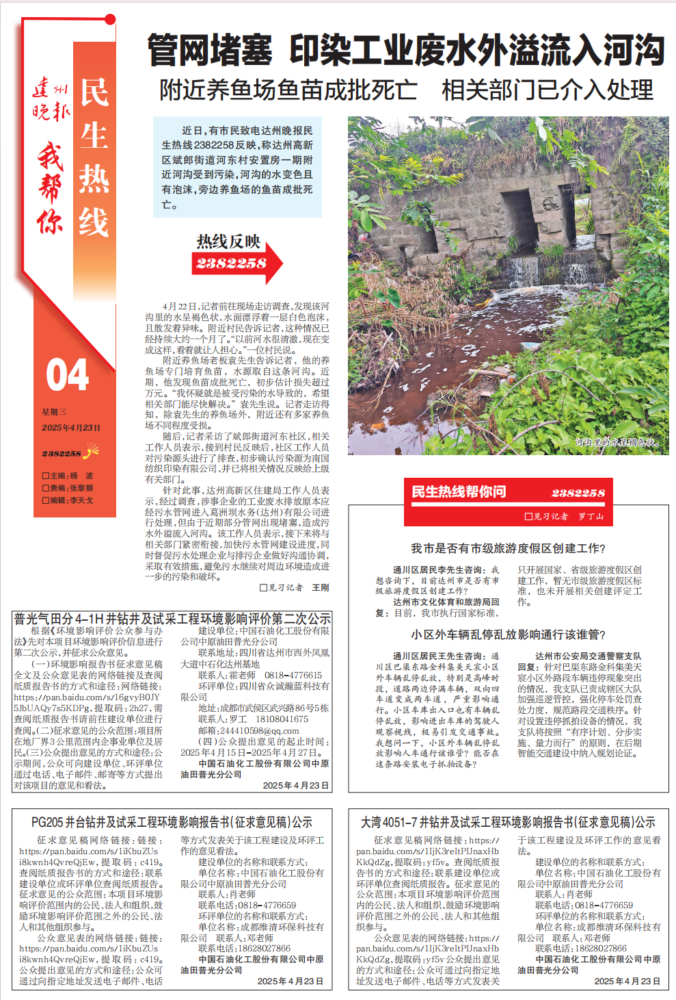 达州晚报
我帮你
民生热线
04
星期三
2025年4月23日
2382258
□主编:杨 波
□责编:张黎丽
□编辑:李天戈
管网堵塞 印染工业废水外溢流入河沟
附近养鱼场鱼苗成批死亡 相关部门已介入处理
近日,有市民致电达州晚报民
生热线2382258反映,称达州高新
区斌郎街道河东村安置房一期附
近河沟受到污染,河沟的水变色且
有泡沫,旁边养鱼场的鱼苗成批死
亡。
热线反映
2382258
4月22日,记者前往现场走访调查,发现该河
沟里的水呈褐色状,水面漂浮着一层白色泡沫,
且散发着异味。附近村民告诉记者,这种情况已
经持续大约一个月了。“以前河水很清澈,现在变
成这样,看着就让人担心。”一位村民说。
附近养鱼场老板袁先生告诉记者，他的养
鱼场专门培育鱼苗，水源取自这条河沟。近
期，他发现鱼苗成批死亡，初步估计损失超过
万元。“我怀疑就是被受污染的水导致的，希望
相关部门能尽快解决。”袁先生说。记者走访得
知，除袁先生的养鱼场外，附近还有多家养鱼
场不同程度受损。
随后,记者采访了斌郎街道河东社区,相关
工作人员表示,接到村民反映后,社区工作人员
对污染源头进行了排查,初步确认污染源为南国
纺织印染有限公司,并已将相关情况反映给上级
有关部门。
针对此事,达州高新区住建局工作人员表
示,经过调查,涉事企业的工业废水排放原本应
经污水管网进入葛洲坝水务(达州)有限公司进
行处理,但由于近期部分管网出现堵塞,造成污
水外溢流入河沟。该工作人员表示,接下来将与
相关部门紧密衔接,加快污水管网建设进度,同
时督促污水处理企业与排污企业做好沟通协调,
采取有效措施,避免污水继续对周边环境造成进
一步的污染和破坏。
□见习记者 王刚
河沟里的水呈褐色状。
民生热线帮你问 2382258
□见习记者 罗丁山
我市是否有市级旅游度假区创建工作?
通川区居民李先生咨询：我
想咨询下，目前达州市是否有市
级旅游度假区创建工作?
达州市文化体育和旅游局回
复：目前，我市执行国家标准，
只开展国家、省级旅游度假区创
建工作，暂无市级旅游度假区标
准，也未开展相关创建评定工
作。
小区外车辆乱停乱放影响通行该谁管?
通川区居民王先生咨询：通
川区巴渠东路金科集美天宸小区
外车辆乱停乱放，特别是高峰时
段，道路两边停满车辆，双向四
车道变成两车道，严重影响通
行。小区车库出入口也有车辆乱
停乱放，影响进出车库的驾驶人
观察视线，极易引发交通事故。
我想问一下，小区外车辆乱停乱
放影响人车通行该谁管？能否在
这条路安装电子抓拍设备?
达州市公安局交通警察支队
回复：针对巴渠东路金科集美天
宸小区外路段车辆违停现象突出
的情况，我支队已责成辖区大队
加强巡逻管控，强化停车处罚查
处力度，规范路段交通秩序。针
对设置违停抓拍设备的情况，我
支队将按照“有序计划、分步实
施、量力而行”的原则，在后期
智能交通建设中纳入规划论证。
普光气田分4-1H井钻井及试采工程环境影响评价第二次公示
根据《环境影响评价公众参与办
法》先对本项目环境影响评价信息进行
第二次公示,并征求公众意见。
(一)环境影响报告书征求意见稿
全文及公众意见表的网络链接及查阅
纸质报告书的方式和途径:网络链接:
https://pan.baidu.com/s/16gvyB0JY
5JbUAQy7s5KDPg,提取码:2h27,需
查阅纸质报告书请前往建设单位进行
查阅。(二)征求意见的公众范围:项目所
在地厂界3公里范围内企事业单位及居
民。(三)公众提出意见的方式和途径:公
示期间,公众可向建设单位、环评单位
通过电话、电子邮件、邮寄等方式提出
对该项目的意见和看法。
建设单位:中国石油化工股份有限
公司中原油田普光分公司
联系地址:四川省达州市西外凤凰
大道中石化达州基地
联系人:霍老师 0818-4776615
环评单位:四川省众诚瀚蓝科技有
限公司
地址:成都市武侯区武兴路86号5栋
联系人:罗工 18108041675
邮箱:244410598@qq.com
(四)公众提出意见的起止时间:
2025年4月15日-2025年4月27日。
中国石油化工股份有限公司中原
油田普光分公司
2025年4月23日
PG205井台钻井及试采工程环境影响报告书(征求意见稿)公示
征求意见稿网络链接:链接:
https://pan.baidu.com/s/1iKbuZUs
i8kwnh4QvreQjEw,提取码:c419。
查阅纸质报告书的方式和途径:联系
建设单位或环评单位查阅纸质报告。
征求意见的公众范围:本项目环境影
响评价范围内的公民、法人和组织,鼓
励环境影响评价范围之外的公民、法
人和其他组织参与。
公众意见表的网络链接:链接:
https://pan.baidu.com/s/1iKbuZUs
i8kwnh4QvreQjEw,提取码:c419。
公众提出意见的方式和途径:公众可
通过向指定地址发送电子邮件、电话
等方式发表关于该工程建设及环评工
作的意见看法。
建设单位的名称和联系方式:
单位名称:中国石油化工股份有
限公司中原油田普光分公司
联系人:肖老师
联系电话:0818-4776659
环评单位的名称和联系方式:
单位名称:成都维清环保科技有
限公司 联系人:邓老师
联系电话:18628027866
中国石油化工股份有限公司中原
油田普光分公司
2025年4月23日
大湾4051-7井钻井及试采工程环境影响报告书(征求意见稿)公示
征求意见稿网络链接:https://
pan.baidu.com/s/1IjK3reItPIJnaxHb
KkQdZg,提取码:yf5v。查阅纸质报
告书的方式和途径:联系建设单位或
环评单位查阅纸质报告。征求意见的
公众范围:本项目环境影响评价范围
内的公民、法人和组织,鼓励环境影响
评价范围之外的公民、法人和其他组
织参与。
公众意见表的网络链接:https://
pan.baidu.com/s/1IjK3reItPIJnaxHb
KkQdZg,提取码:yf5v公众提出意见
的方式和途径:公众可通过向指定地
址发送电子邮件、电话等方式发表关
于该工程建设及环评工作的意见看
法。
建设单位的名称和联系方式:
单位名称:中国石油化工股份有
限公司中原油田普光分公司
联系人:肖老师
联系电话:0818-4776659
环评单位的名称和联系方式:
单位名称:成都维清环保科技有
限公司 联系人:邓老师
联系电话:18628027866
中国石油化工股份有限公司中原
油田普光分公司
2025年4月23日